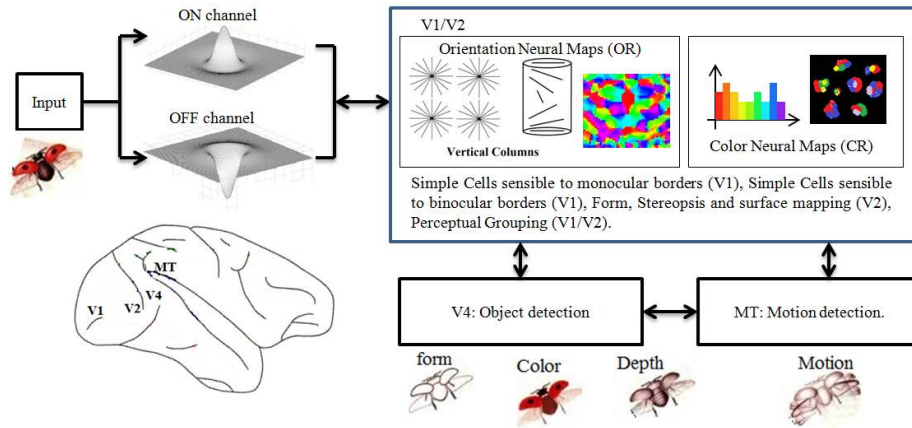 ON channel
Input
OFF channel
V1/V2
Orientation Neural Maps (OR)
Vertical Columns
Color Neural Maps (CR)
Simple Cells sensible to monocular borders (V1), Simple Cells sensible
to binocular borders (V1), Form, Stereopsis and surface mapping (V2),
Perceptual Grouping (V1/V2).
MT
V4
V2
V1
V4: Object detection
MT: Motion detection.
form
Color
Depth
Motion